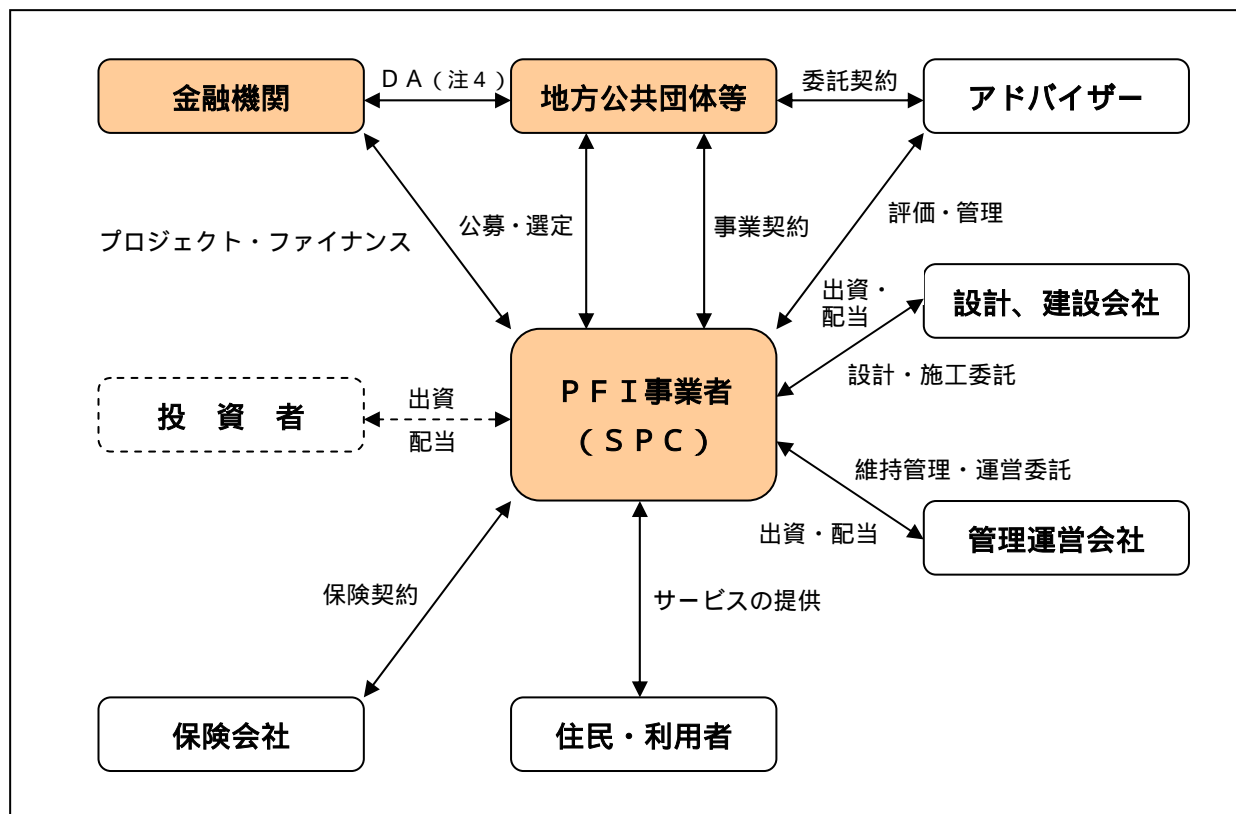 金融機関
ＤＡ（注４）
地方公共団体等
委託契約
アドバイザー
プロジェクト・ファイナンス
公募・選定
事業契約
評価・管理
出資・
配当
設計、建設会社
設計・施工委託
投　資　者
出資
配当
ＰＦＩ事業者
（ＳＰＣ）
維持管理・運営委託
出資・配当
管理運営会社
保険契約
サービスの提供
保険会社
住民・利用者